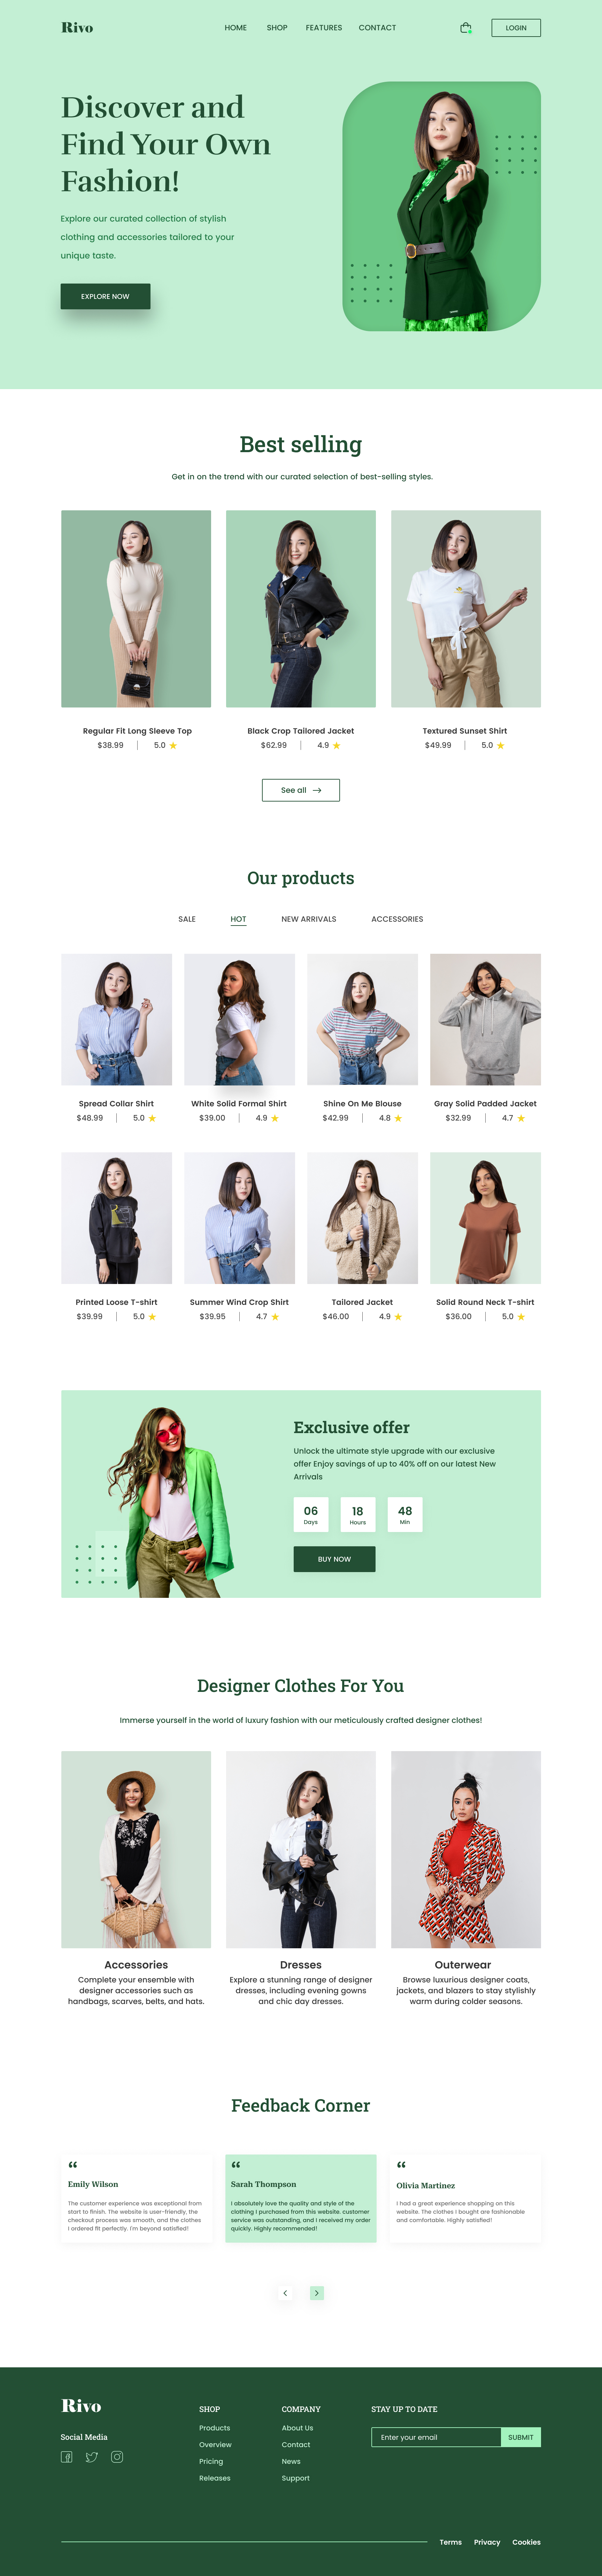 Rivo
HOME SHOP FEATURES CONTACT
LOGIN
Discover and
Find Your Own
Fashion!
Explore our curated collection of stylish
clothing and accessories tailored to your
unique taste.
EXPLORE NOW
Best selling
Get in on the trend with our curated selection of best-selling styles.
Regular Fit Long Sleeve Top
$38.99 5.0
Black Crop Tailored Jacket
$62.99 4.9
Textured Sunset Shirt
$49.99 5.0
See all
Our products
SALE HOT NEW ARRIVALS ACCESSORIES
Spread Collar Shirt
$48.99 5.0
White Solid Formal Shirt
$39.00 4.9
Shine On Me Blouse
$42.99 4.8
Gray Solid Padded Jacket
$32.99 4.7
Printed Loose T-shirt
$39.99 5.0
Summer Wind Crop Shirt
$39.95 4.7
Tailored Jacket
$46.00 4.9
Solid Round Neck T-shirt
$36.00 5.0
Exclusive offer
Unlock the ultimate style upgrade with our exclusive
offer Enjoy savings of up to 40% off on our latest New
Arrivals
06 18 48
Days Hours Min
BUY NOW
Designer Clothes For You
Immerse yourself in the world of luxury fashion with our meticulously crafted designer clothes!
Accessories
Complete your ensemble with
designer accessories such as
handbags, scarves, belts, and hats.
Dresses
Explore a stunning range of designer
dresses, including evening gowns
and chic day dresses.
Outerwear
Browse luxurious designer coats,
jackets, and blazers to stay stylishly
warm during colder seasons.
Feedback Corner
“
Emily Wilson
The customer experience was exceptional from
start to finish. The website is user-friendly, the
checkout process was smooth, and the clothes
I ordered fit perfectly. I'm beyond satisfied!
“
Sarah Thompson
I absolutely love the quality and style of the
clothing I purchased from this website. customer
service was outstanding, and I received my order
quickly. Highly recommended!
“
Olivia Martinez
I had a great experience shopping on this
website. The clothes I bought are fashionable
and comfortable. Highly satisfied!
Rivo
Social Media
SHOP
Products
Overview
Pricing
Releases
COMPANY
About Us
Contact
News
Support
STAY UP TO DATE
Enter your email SUBMIT
Terms Privacy Cookies